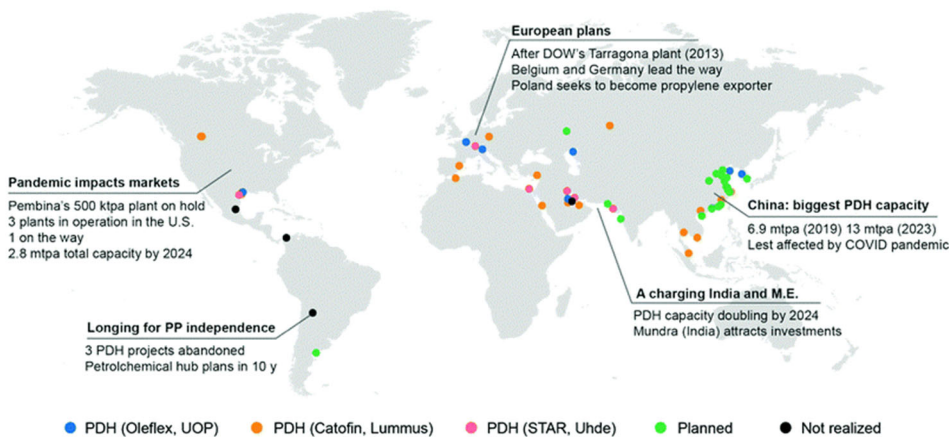 European plans
After DOW's Tarragona plant (2013)
Belgium and Germany lead the way
Poland seeks to become propylene exporter
Pandemic impacts markets
Pembina's 500 ktpa plant on hold
3 plants in operation in the U.S.
1 on the way
2.8 mtpa total capacity by 2024
China: biggest PDH capacity
6.9 mtpa (2019) 13 mtpa (2023)
Lest affected by COVID pandemic
A charging India and M.E.
PDH capacity doubling by 2024
Mundra (India) attracts investments
Longing for PP independence
3 PDH projects abandoned
Petrolchemical hub plans in 10 y
PDH (Oleflex, UOP) PDH (Catofin, Lummus) PDH (STAR, Uhde) Planned Not realized